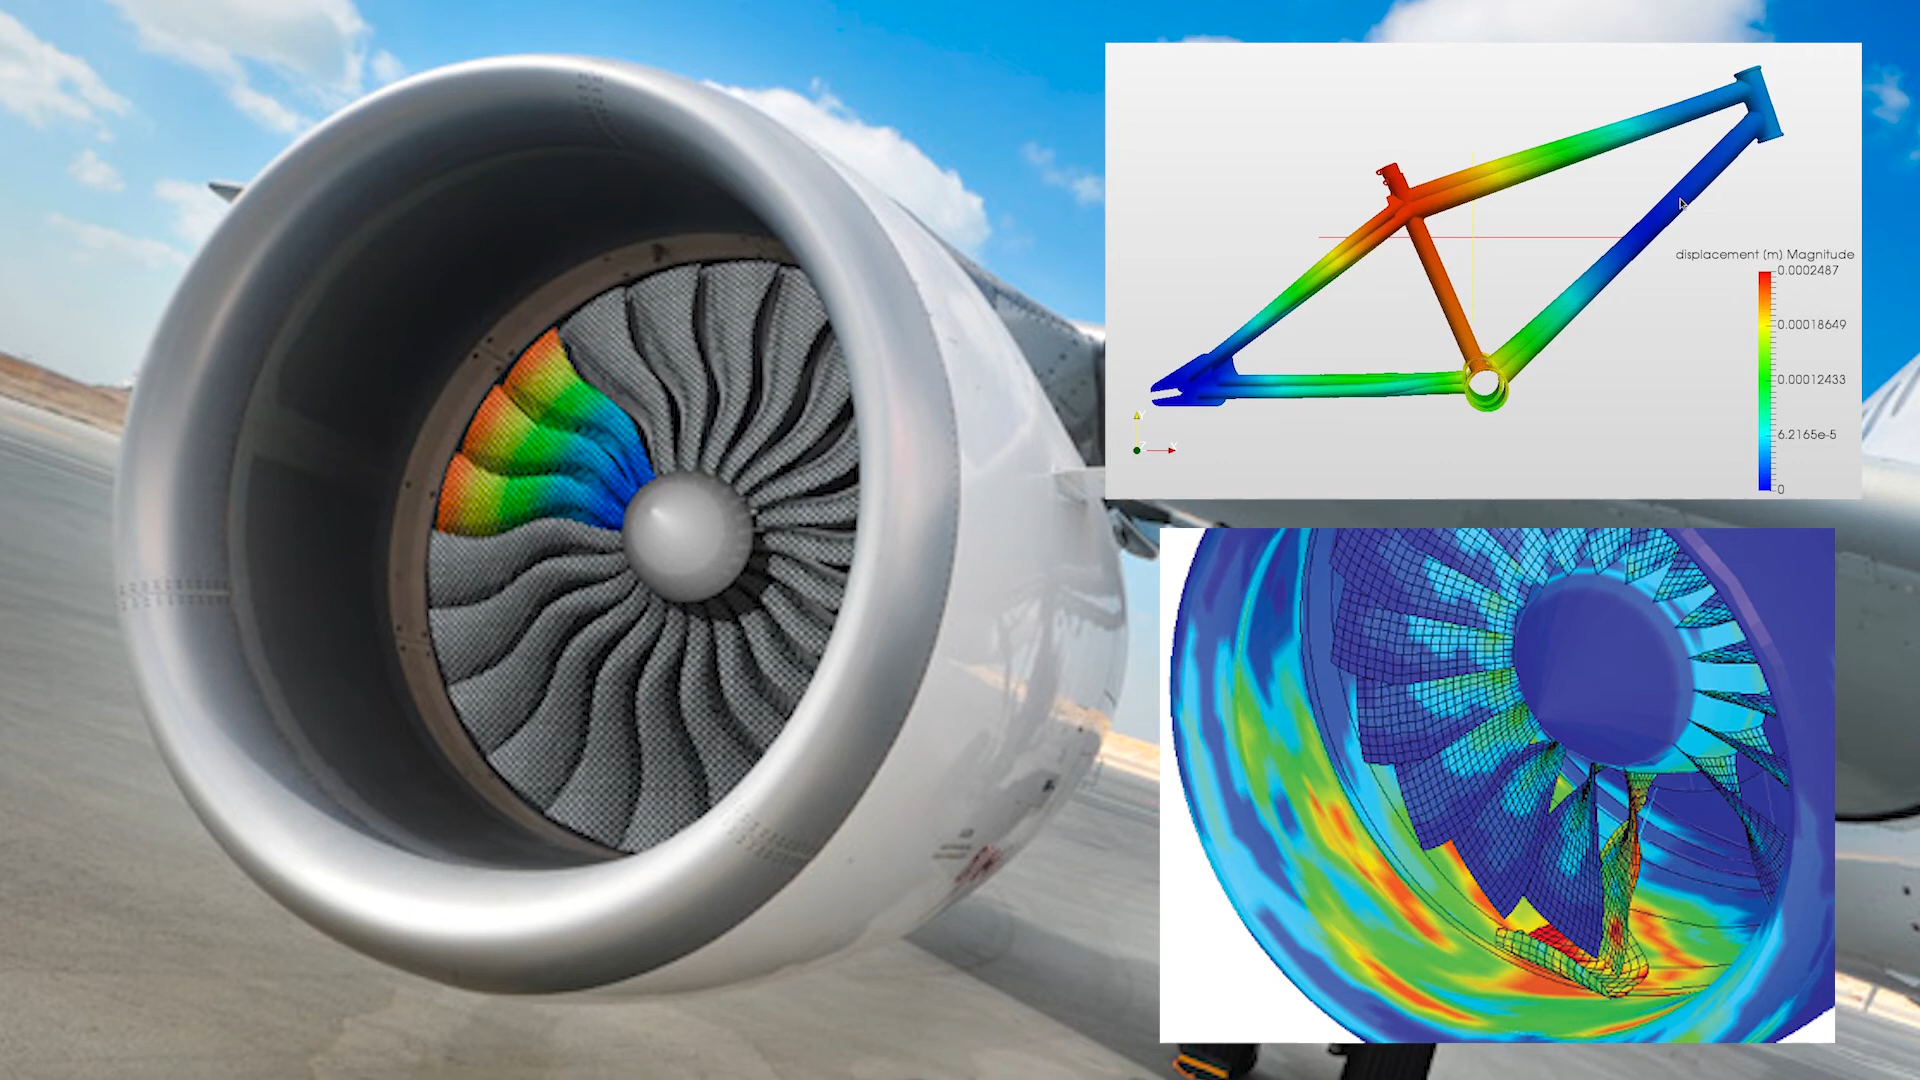 displacement (m) Magnitude
0.0002487
0.00018649
0.00012433
6.2165e-5
0
Y
Z
X